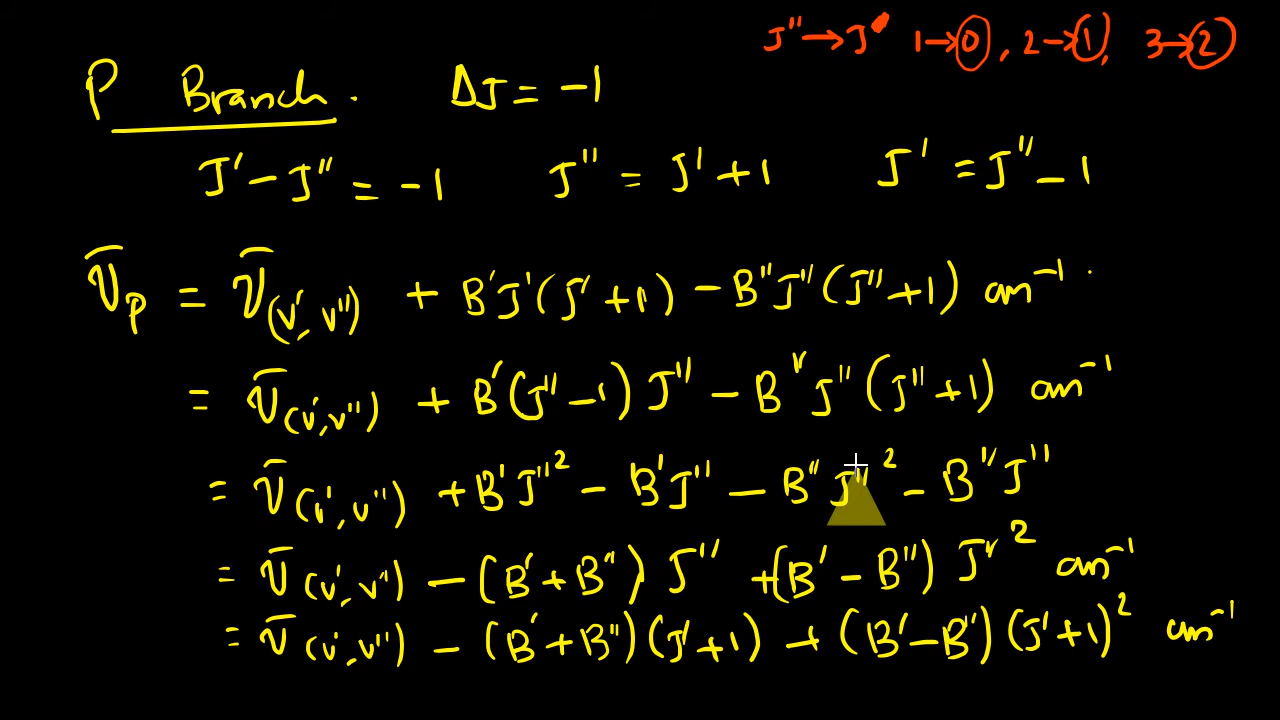 J'' → J' 1→0, 2→1, 3→2
P Branch. ΔJ = -1
J' - J'' = -1 J'' = J' + 1 J' = J'' - 1
ν̄_P = ν̄_(v', v'') + B'J'(J'+1) - B''J''(J''+1) cm⁻¹.
= ν̄_(v', v'') + B'(J''-1) J'' - B''J''(J''+1) cm⁻¹
= ν̄_(v', v'') + B'J''² - B'J'' - B''J''² - B''J''
= ν̄_(v', v'') - (B'+B'') J'' + (B' - B'') J''² cm⁻¹
= ν̄_(v', v'') - (B'+B'')(J'+1) + (B'-B'')(J'+1)² cm⁻¹